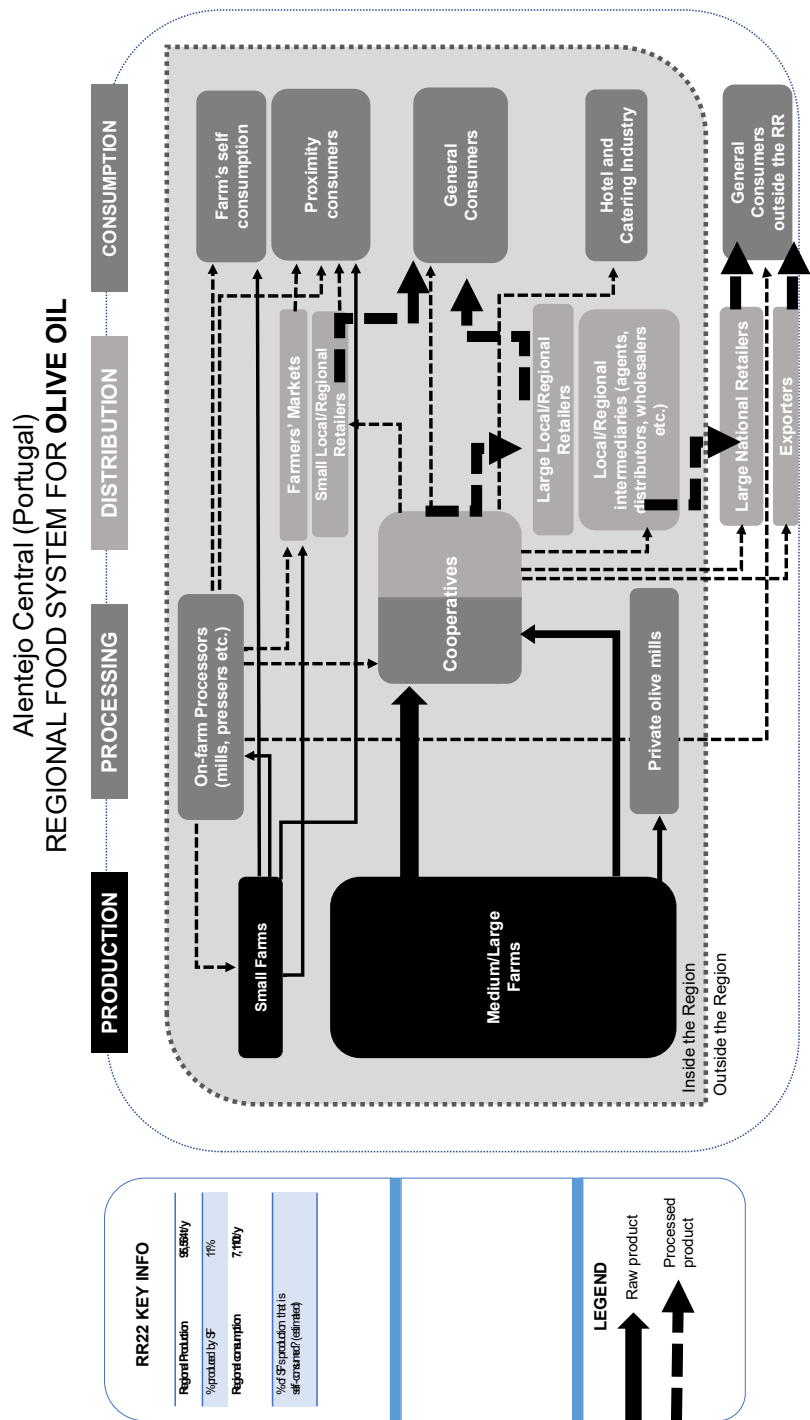 Alentejo Central (Portugal)
REGIONAL FOOD SYSTEM FOR OLIVE OIL
PRODUCTION
PROCESSING
DISTRIBUTION
CONSUMPTION
On-farm Processors
(mills, pressers etc.)
Small Farms
Medium/Large
Farms
Cooperatives
Private olive mills
Farmers' Markets
Small Local/Regional
Retailers
Large Local/Regional
Retailers
Local/Regional
intermediaries (agents,
distributors, wholesalers
etc.)
Large National Retailers
Exporters
Farm's self
consumption
Proximity
consumers
General
Consumers
Hotel and
Catering Industry
General
Consumers
outside the RR
Inside the Region
Outside the Region
RR22 KEY INFO
Regional Production
% produced by SF
11%
Regional consumption
% of SF's production that is
self-consumed? (estimated)
LEGEND
Raw product
Processed
product